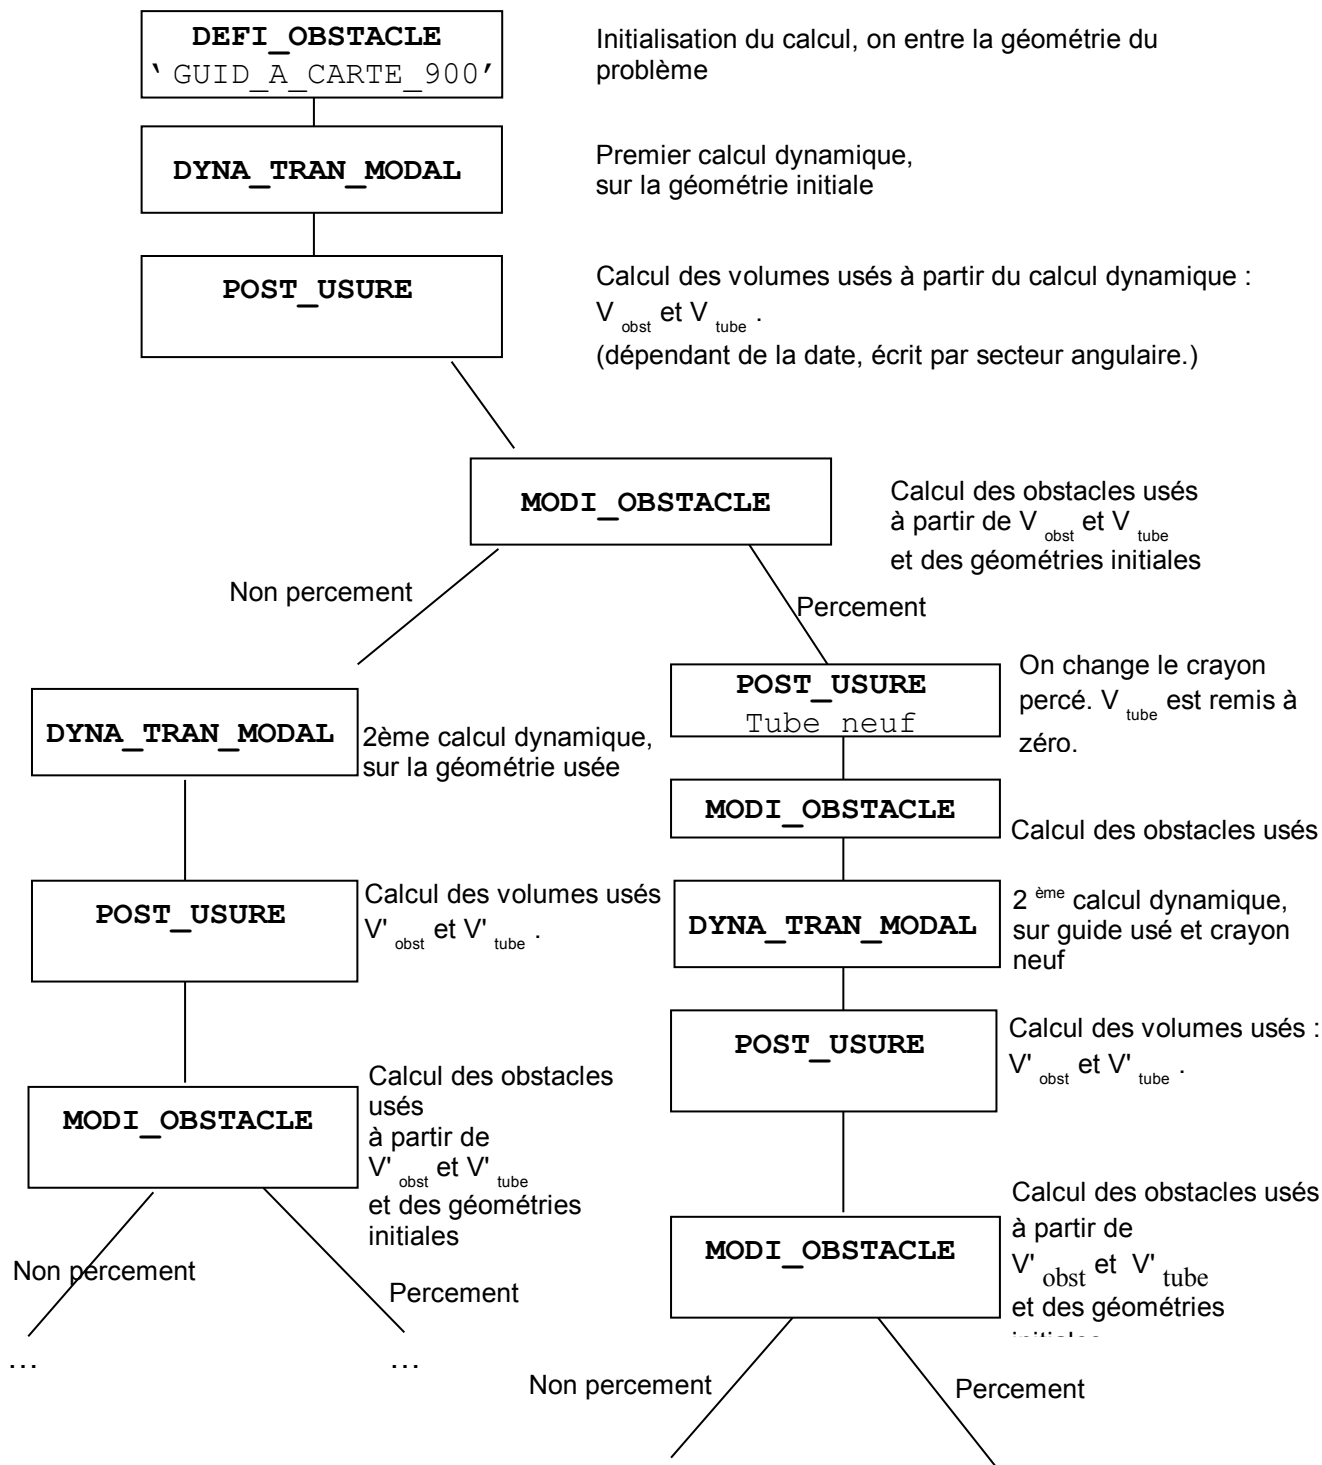 DEFI_OBSTACLE
‘GUID_A_CARTE_900’
Initialisation du calcul, on entre la géométrie du
problème
DYNA_TRAN_MODAL
Premier calcul dynamique,
sur la géométrie initiale
POST_USURE
Calcul des volumes usés à partir du calcul dynamique :
V obst et V tube .
(dépendant de la date, écrit par secteur angulaire.)
MODI_OBSTACLE
Calcul des obstacles usés
à partir de V obst et V tube
et des géométries initiales
Non percement
Percement
DYNA_TRAN_MODAL
2ème calcul dynamique,
sur la géométrie usée
POST_USURE
Calcul des volumes usés
V' obst et V' tube .
MODI_OBSTACLE
Calcul des obstacles
usés
à partir de
V' obst et V' tube
et des géométries
initiales
Non percement
Percement
...
...
POST_USURE
Tube neuf
On change le crayon
percé. V tube est remis à
zéro.
MODI_OBSTACLE
Calcul des obstacles usés
DYNA_TRAN_MODAL
2 ème calcul dynamique,
sur guide usé et crayon
neuf
POST_USURE
Calcul des volumes usés :
V' obst et V' tube .
MODI_OBSTACLE
Calcul des obstacles usés
à partir de
V' obst et V' tube
et des géométries
Non percement
Percement